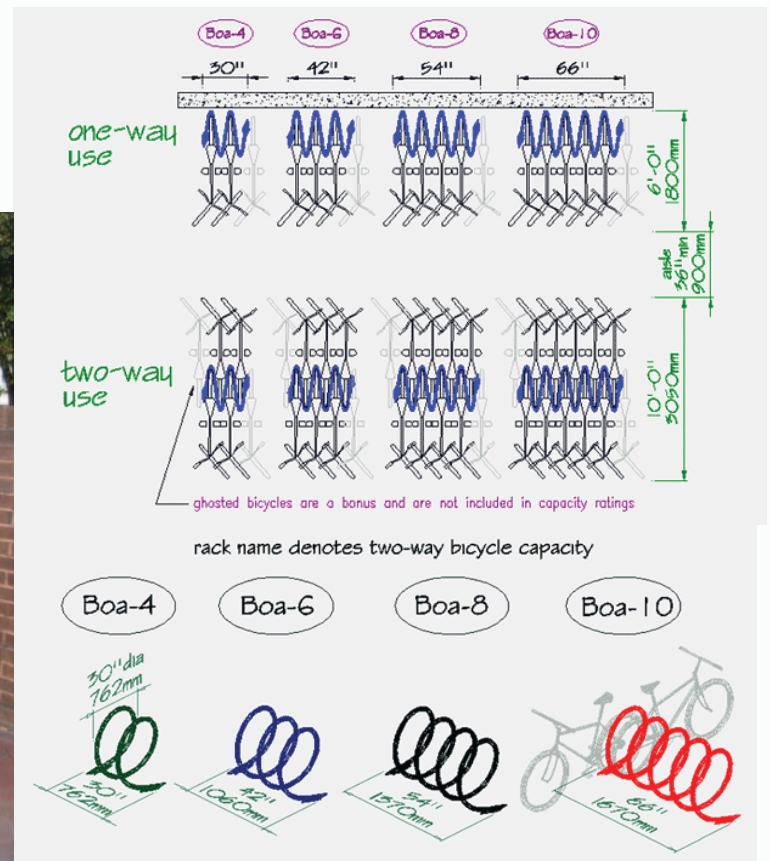 Boa-4 Boa-6 Boa-8 Boa-10
30" 42" 54" 66"
one-way
use
6'-0"
1800mm
aisle
36"min
900mm
two-way
use
10'-0"
3050mm
ghosted bicycles are a bonus and are not included in capacity ratings
rack name denotes two-way bicycle capacity
Boa-4 Boa-6 Boa-8 Boa-10
30"dia
762mm
30"
762mm
42"
1060mm
54"
1370mm
66"
1670mm